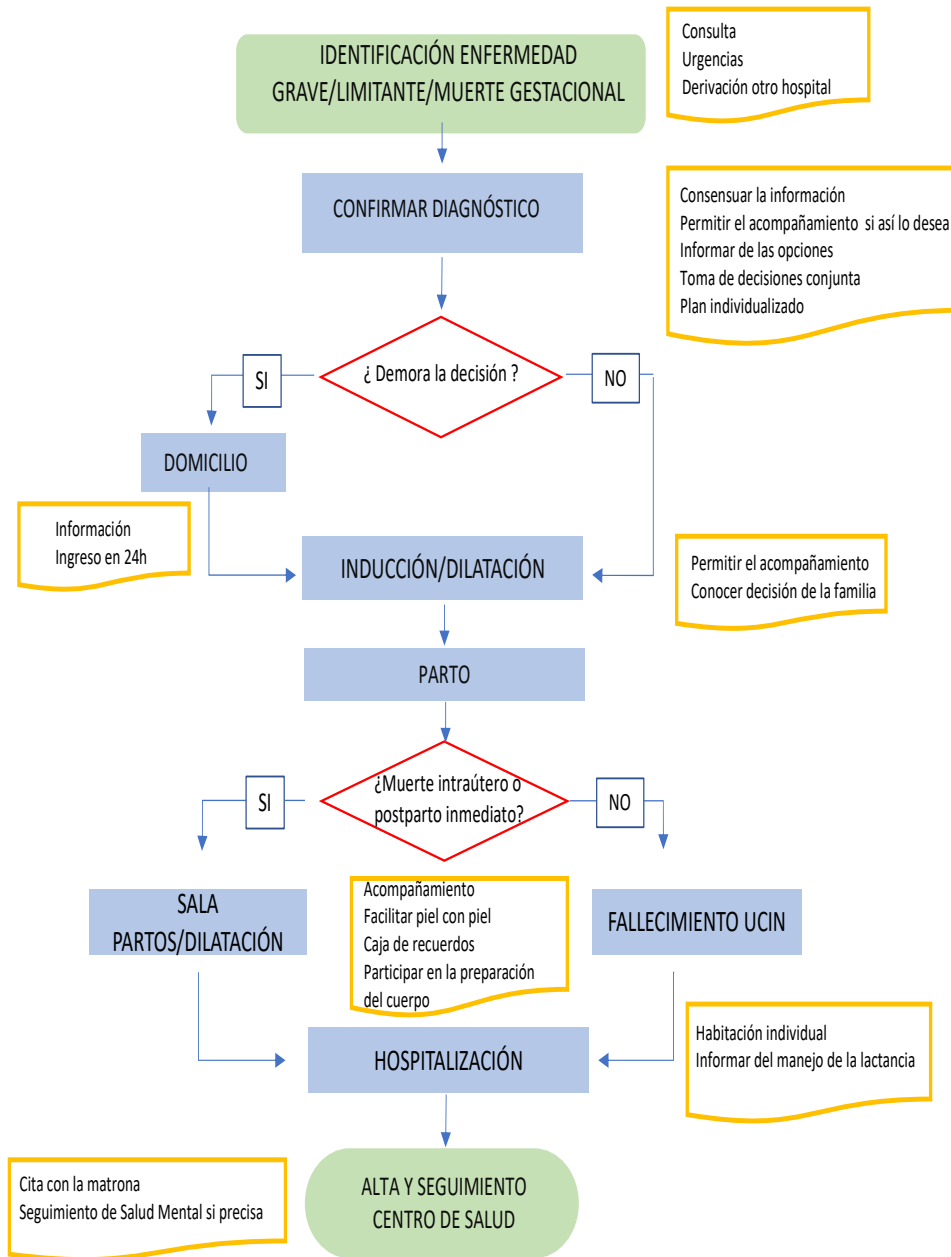 IDENTIFICACIÓN ENFERMEDAD
GRAVE/LIMITANTE/MUERTE GESTACIONAL
Consulta
Urgencias
Derivación otro hospital
CONFIRMAR DIAGNÓSTICO
Consensuar la información
Permitir el acompañamiento si así lo desea
Informar de las opciones
Toma de decisiones conjunta
Plan individualizado
¿ Demora la decisión ?
SI
NO
DOMICILIO
Información
Ingreso en 24h
INDUCCIÓN/DILATACIÓN
Permitir el acompañamiento
Conocer decisión de la familia
PARTO
¿Muerte intraútero o
postparto inmediato?
SI
NO
SALA
PARTOS/DILATACIÓN
Acompañamiento
Facilitar piel con piel
Caja de recuerdos
Participar en la preparación
del cuerpo
FALLECIMIENTO UCIN
HOSPITALIZACIÓN
Habitación individual
Informar del manejo de la lactancia
Cita con la matrona
Seguimiento de Salud Mental si precisa
ALTA Y SEGUIMIENTO
CENTRO DE SALUD